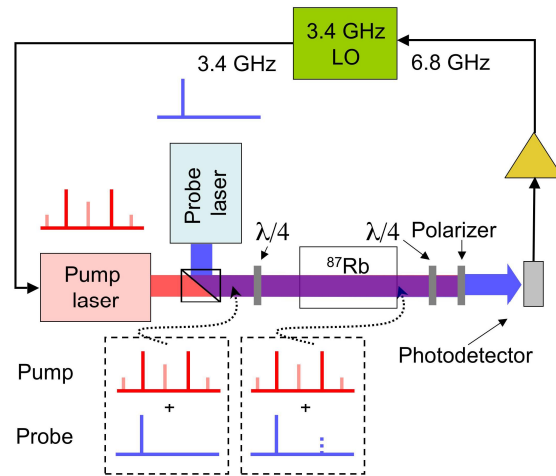 3.4 GHz
LO
3.4 GHz
6.8 GHz
Probe
laser
λ/4
λ/4
Polarizer
Pump
laser
⁸⁷Rb
Photodetector
Pump
+
+
Probe